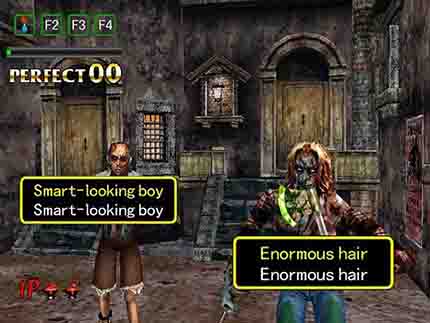 F2 F3 F4
PERFECT 00
Smart-looking boy
Smart-looking boy
Enormous hair
Enormous hair
1P